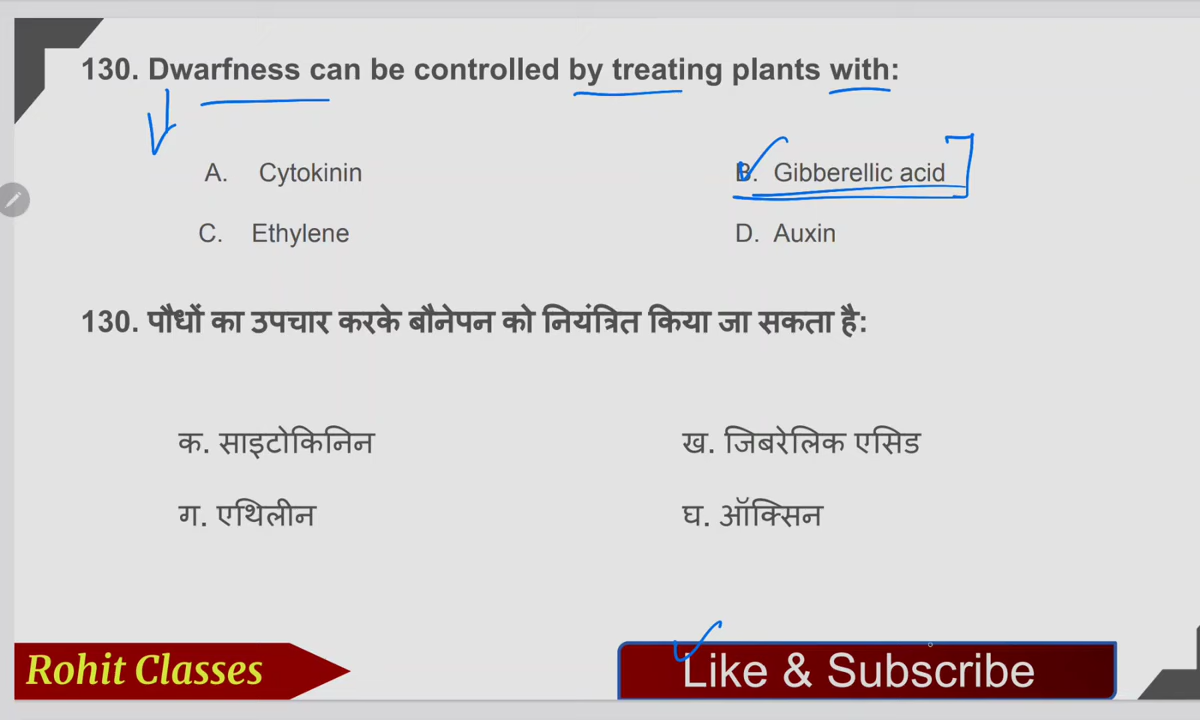 130. Dwarfness can be controlled by treating plants with:
A. Cytokinin
B. Gibberellic acid
C. Ethylene
D. Auxin
130. पौधों का उपचार करके बौनेपन को नियंत्रित किया जा सकता है:
क. साइटोकिनिन
ख. जिबरेलिक एसिड
ग. एथिलीन
घ. ऑक्सिन
Rohit Classes
Like & Subscribe